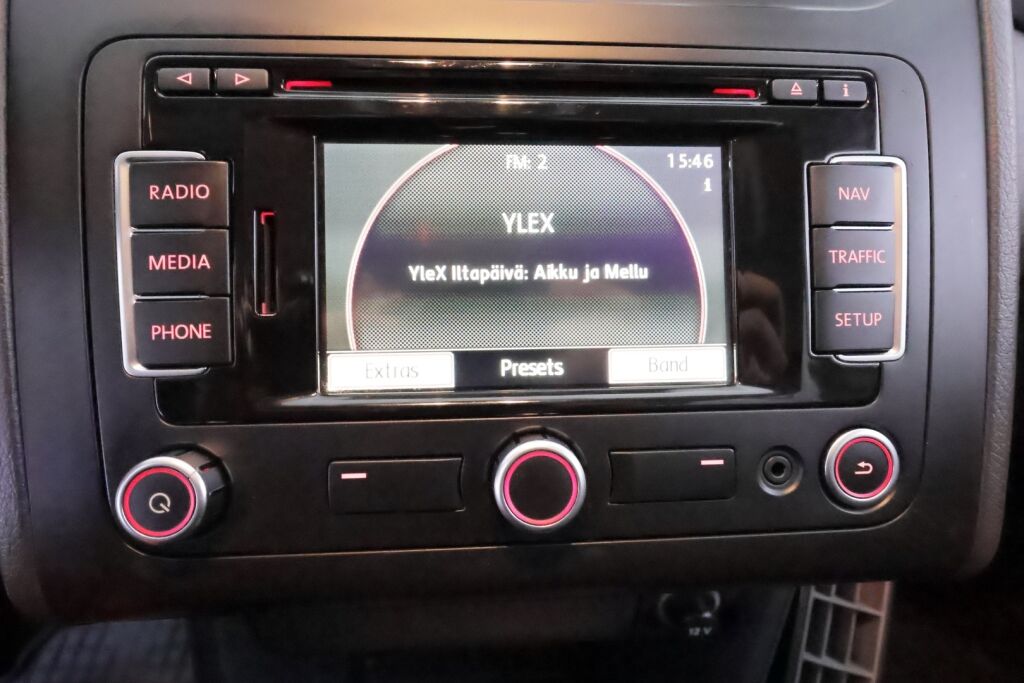 i
FM: 2
15:46
i
RADIO
MEDIA
PHONE
YLEX
YleX Iltapäivä: Aikku ja Mellu
NAV
TRAFFIC
SETUP
Extras
Presets
Band
12 V